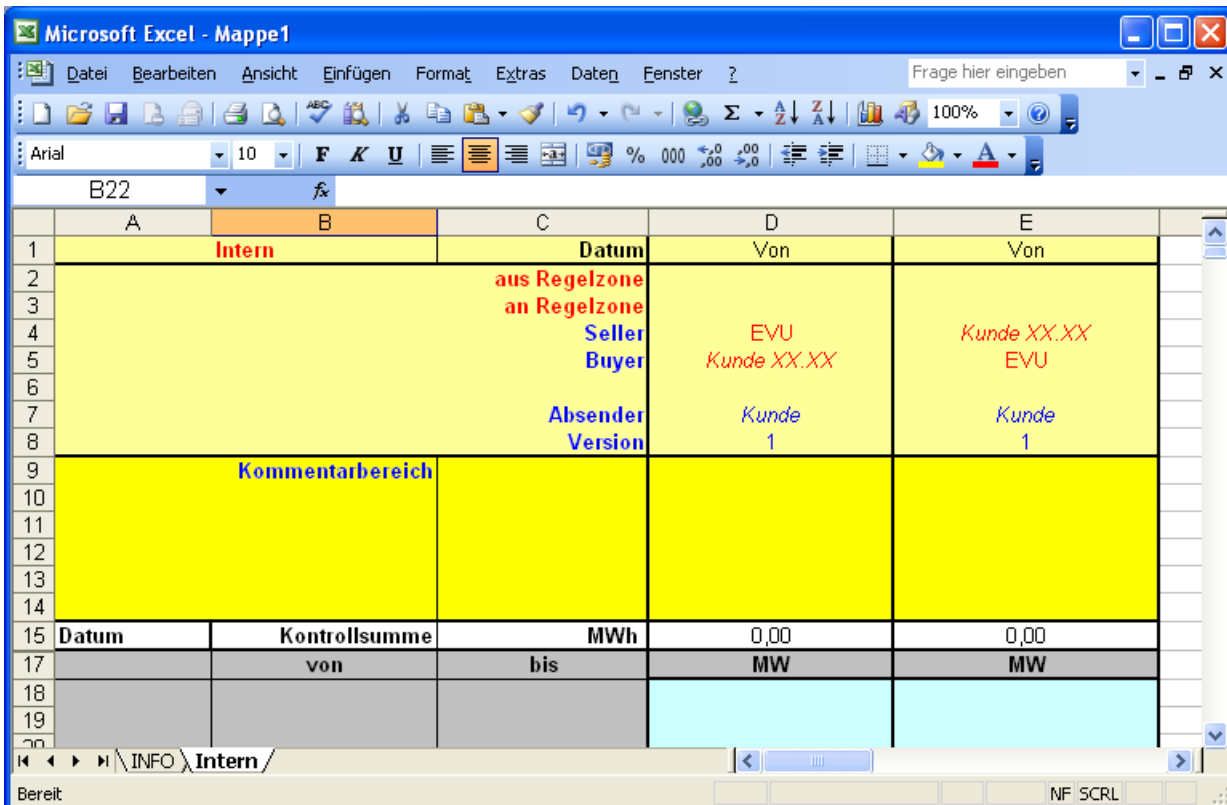 Microsoft Excel - Mappe1
Datei Bearbeiten Ansicht Einfügen Format Extras Daten Fenster ? Frage hier eingeben
100%
Arial 10 F K U % 000
B22 fx
A B C D E
1 Intern Datum Von Von
2 aus Regelzone
3 an Regelzone
4 Seller EVU Kunde XX.XX
5 Buyer Kunde XX.XX EVU
6
7 Absender Kunde Kunde
8 Version 1 1
9 Kommentarbereich
10
11
12
13
14
15 Datum Kontrollsumme MWh 0,00 0,00
17 von bis MW MW
18
19
20
INFO Intern
Bereit NF SCRL